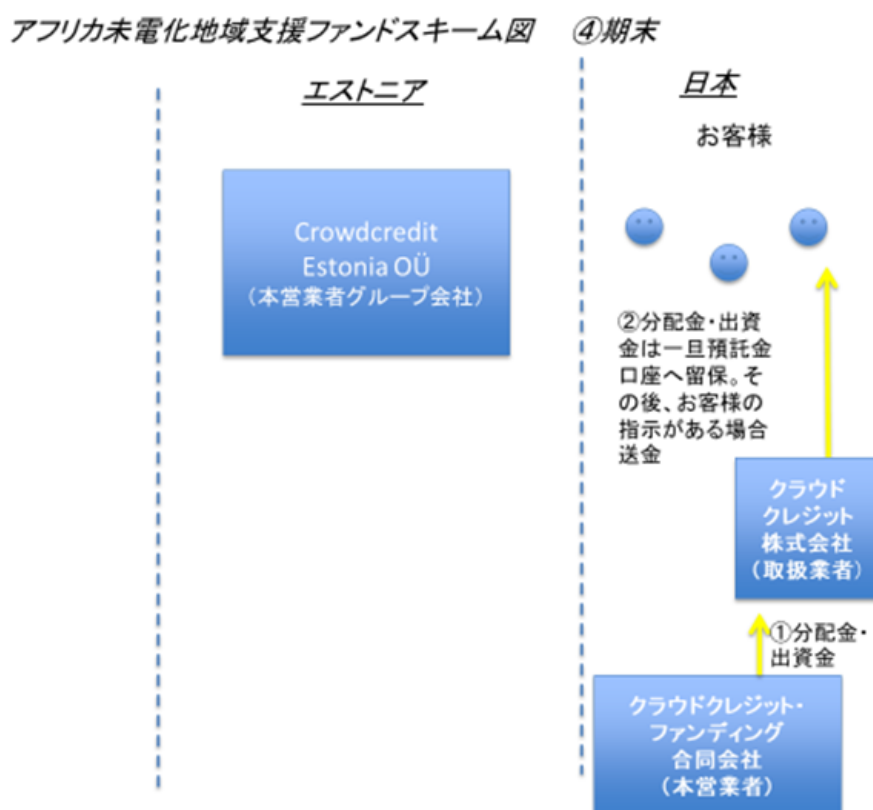 アフリカ未電化地域支援ファンドスキーム図　④期末
エストニア
日本
お客様
Crowdcredit
Estonia OÜ
（本営業者グループ会社）
②分配金・出資
金は一旦預託金
口座へ留保。そ
の後、お客様の
指示がある場合
送金
クラウド
クレジット
株式会社
（取扱業者）
①分配金・
出資金
クラウドクレジット・
ファンディング
合同会社
（本営業者）